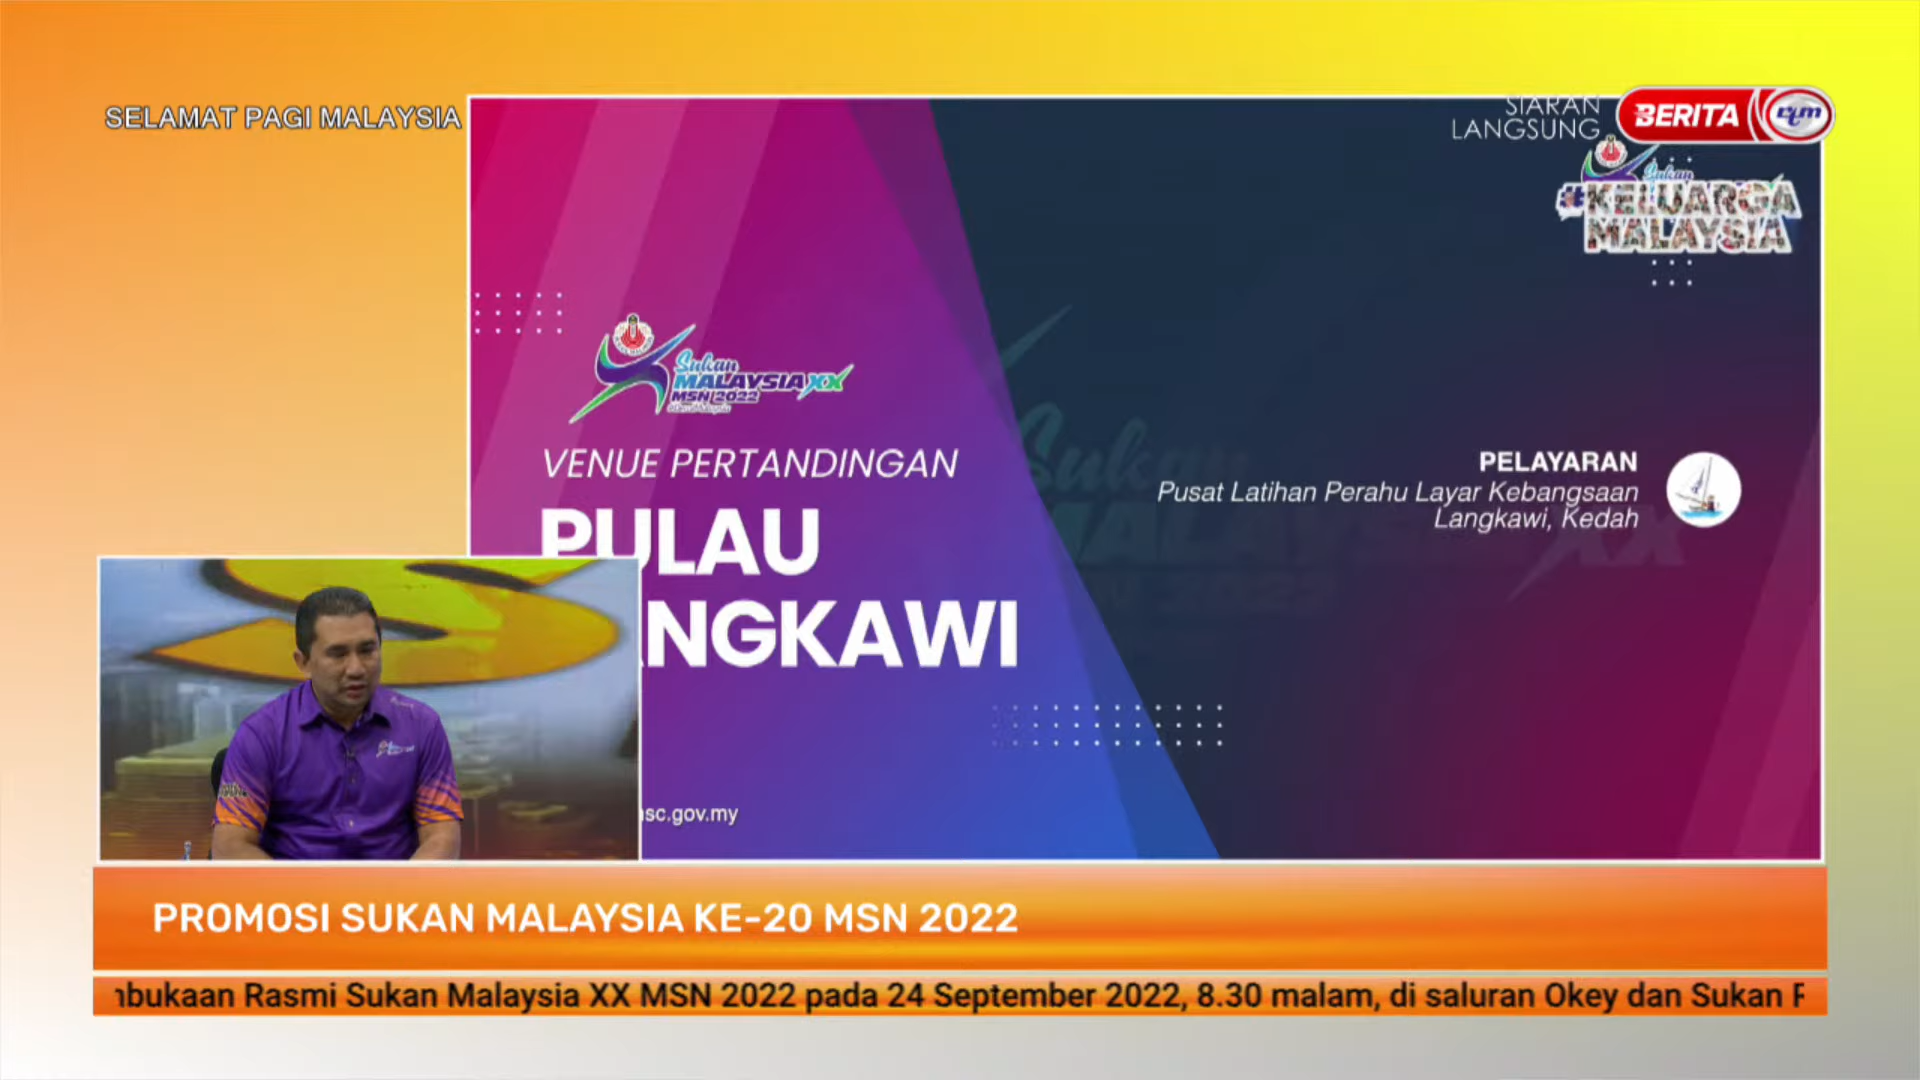 SELAMAT PAGI MALAYSIA
SIARAN
LANGSUNG
BERITA
rtm
Sukan
#KELUARGA
MALAYSIA
Sukan
MALAYSIA XX
MSN 2022
VENUE PERTANDINGAN
PULAU
NGKAWI
PELAYARAN
Pusat Latihan Perahu Layar Kebangsaan
Langkawi, Kedah
sc.gov.my
PROMOSI SUKAN MALAYSIA KE-20 MSN 2022
bukaan Rasmi Sukan Malaysia XX MSN 2022 pada 24 September 2022, 8.30 malam, di saluran Okey dan Sukan